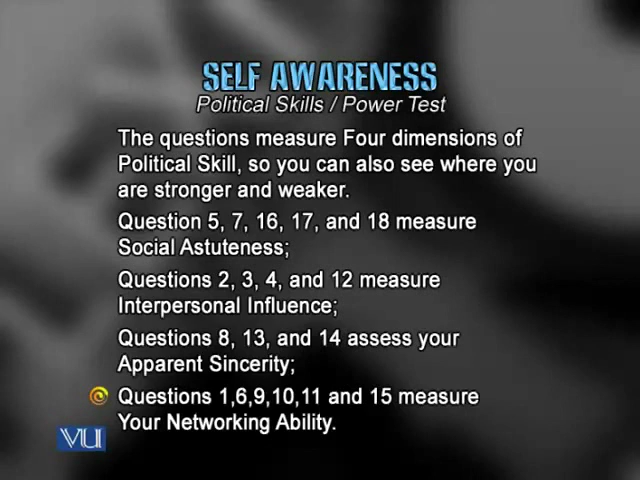 SELF AWARENESS
Political Skills / Power Test
The questions measure Four dimensions of
Political Skill, so you can also see where you
are stronger and weaker.
Question 5, 7, 16, 17, and 18 measure
Social Astuteness;
Questions 2, 3, 4, and 12 measure
Interpersonal Influence;
Questions 8, 13, and 14 assess your
Apparent Sincerity;
Questions 1,6,9,10,11 and 15 measure
Your Networking Ability.
VU